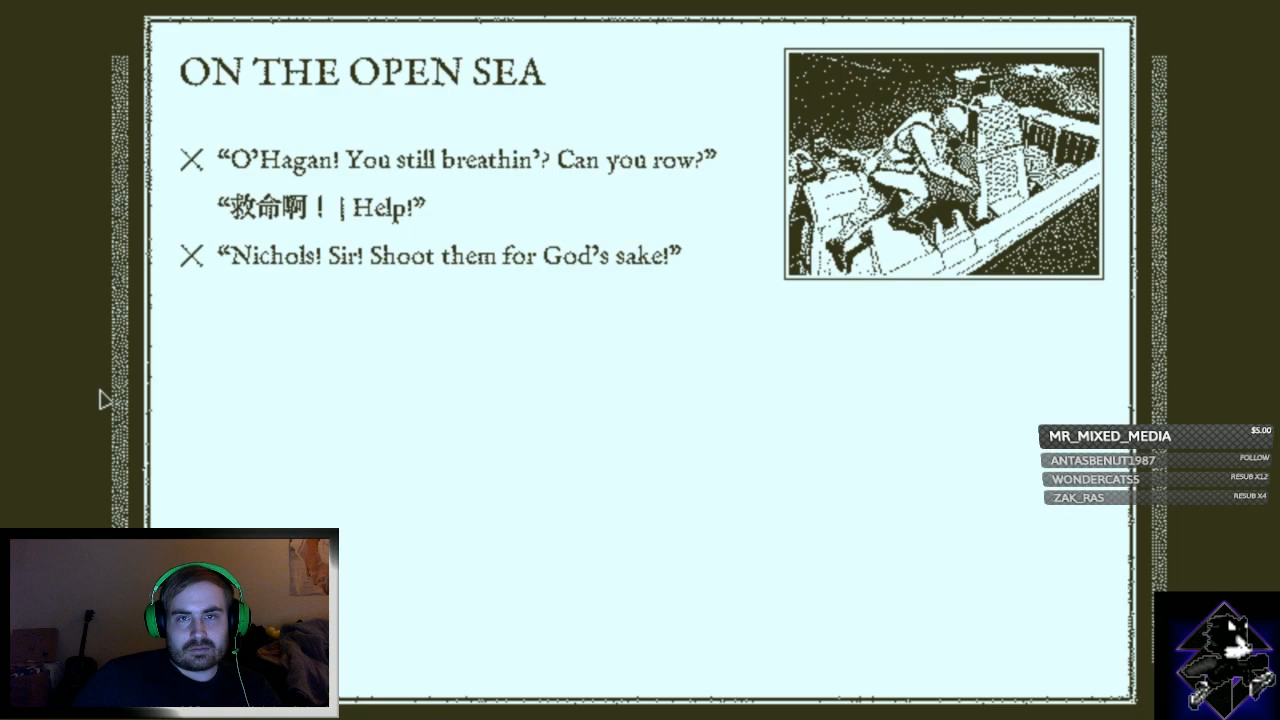 ON THE OPEN SEA
“O’Hagan! You still breathin’? Can you row?”
“救命啊！ | Help!”
“Nichols! Sir! Shoot them for God’s sake!”
MR_MIXED_MEDIA $5.00
ANTASBENUT1987 FOLLOW
WONDERCATS5 RESUB X12
ZAK_RAS RESUB X4